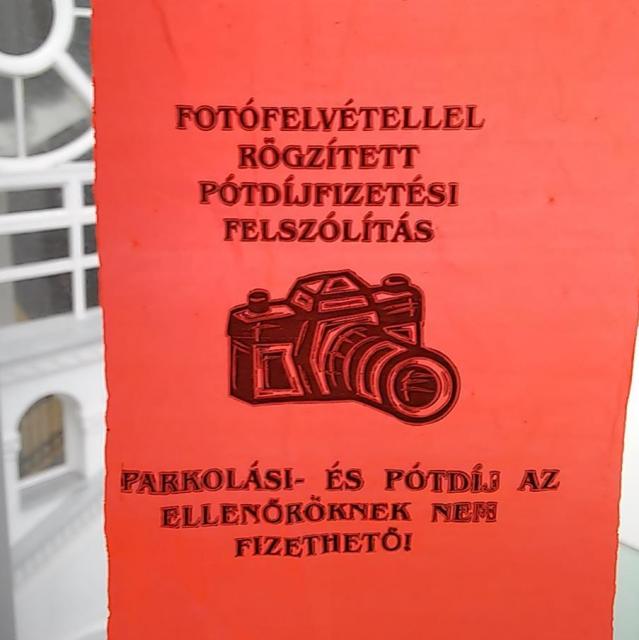 FOTÓFELVÉTELLEL
RÖGZÍTETT
PÓTDÍJFIZETÉSI
FELSZÓLÍTÁS
PARKOLÁSI- ÉS PÓTDÍJ AZ
ELLENŐRÖKNEK NEM
FIZETHETŐ!